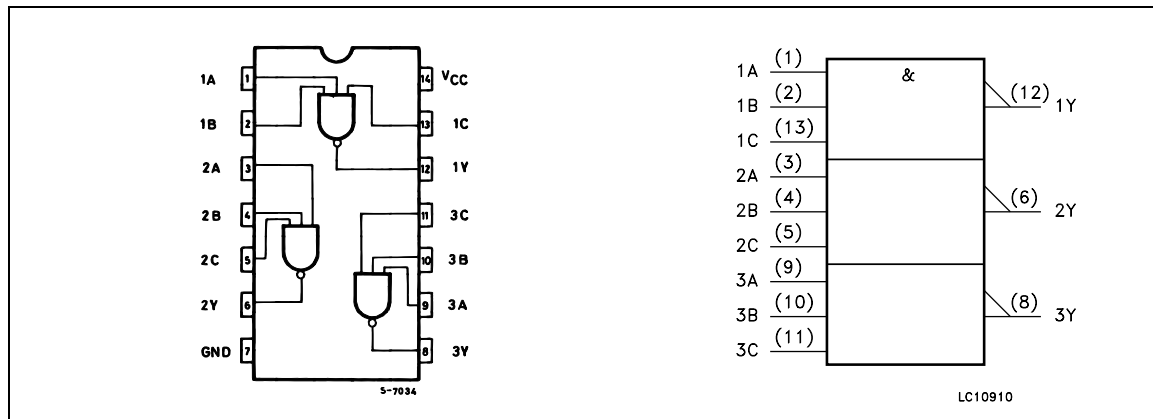 1A 1 14 VCC
1B 2 13 1C
2A 3 12 1Y
2B 4 11 3C
2C 5 10 3B
2Y 6 9 3A
GND 7 8 3Y
S-7034
&
1A (1)
1B (2)
1C (13)
2A (3)
2B (4)
2C (5)
3A (9)
3B (10)
3C (11)
(12) 1Y
(6) 2Y
(8) 3Y
LC10910